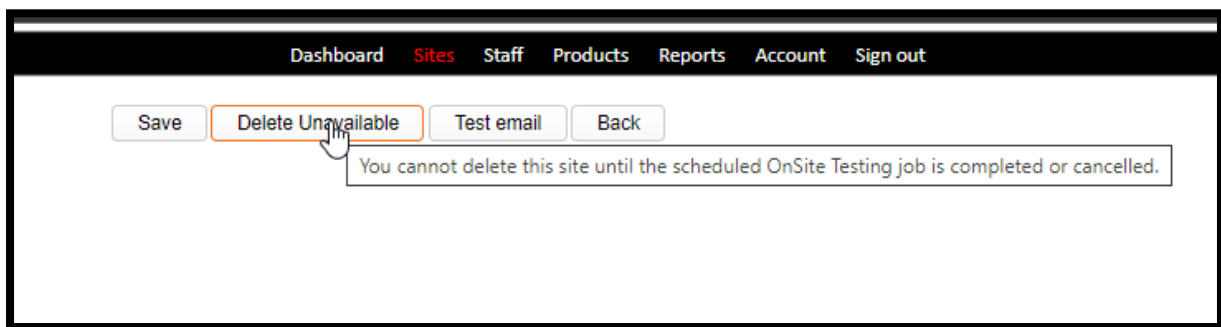 Dashboard Sites Staff Products Reports Account Sign out
Save Delete Unavailable Test email Back
You cannot delete this site until the scheduled OnSite Testing job is completed or cancelled.